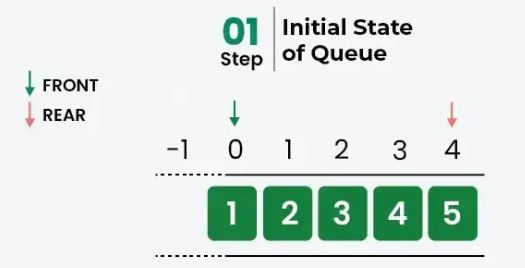 01
Step
Initial State
of Queue
FRONT
REAR
-1 0 1 2 3 4
1 2 3 4 5